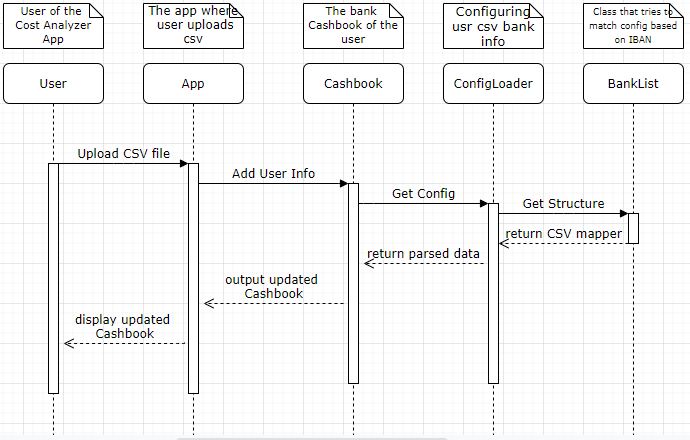 User of the
Cost Analyzer
App
The app where
user uploads
csv
The bank
Cashbook of the
user
Configuring
usr csv bank
info
Class that tries to
match config based
on IBAN
User
App
Cashbook
ConfigLoader
BankList
Upload CSV file
Add User Info
Get Config
Get Structure
return CSV mapper
return parsed data
output updated
Cashbook
display updated
Cashbook